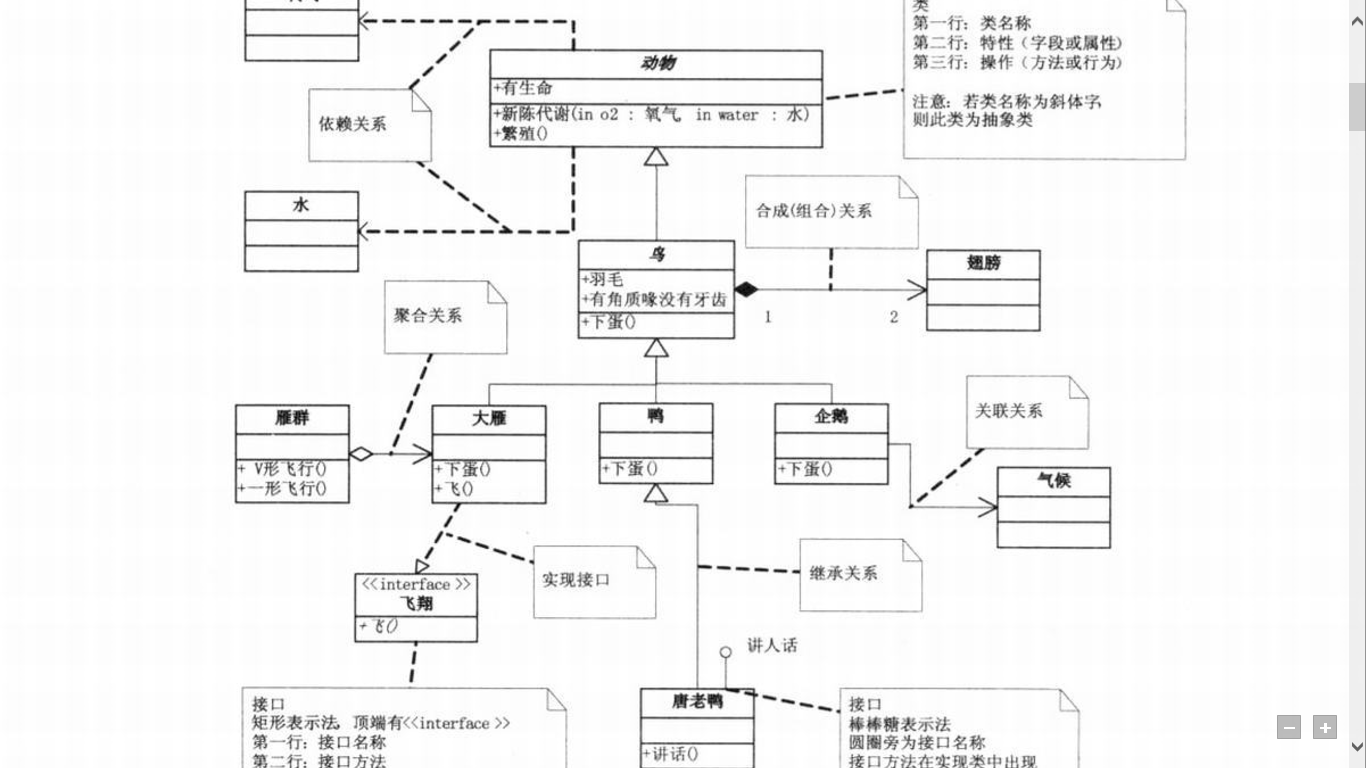 类
第一行：类名称
第二行：特性（字段或属性）
第三行：操作（方法或行为）
注意：若类名称为斜体字
则此类为抽象类
动物
+有生命
+新陈代谢(in o2 : 氧气, in water : 水)
+繁殖()
依赖关系
水
合成(组合)关系
鸟
+羽毛
+有角质喙没有牙齿
+下蛋()
1
2
翅膀
聚合关系
雁群
+ V形飞行()
+一形飞行()
大雁
+下蛋()
+飞()
鸭
+下蛋()
企鹅
+下蛋()
关联关系
气候
实现接口
继承关系
<<interface >>
飞翔
+飞()
讲人话
接口
矩形表示法，顶端有<<interface >>
第一行：接口名称
第二行：接口方法
唐老鸭
+讲话()
接口
棒棒糖表示法
圆圈旁为接口名称
接口方法在实现类中出现